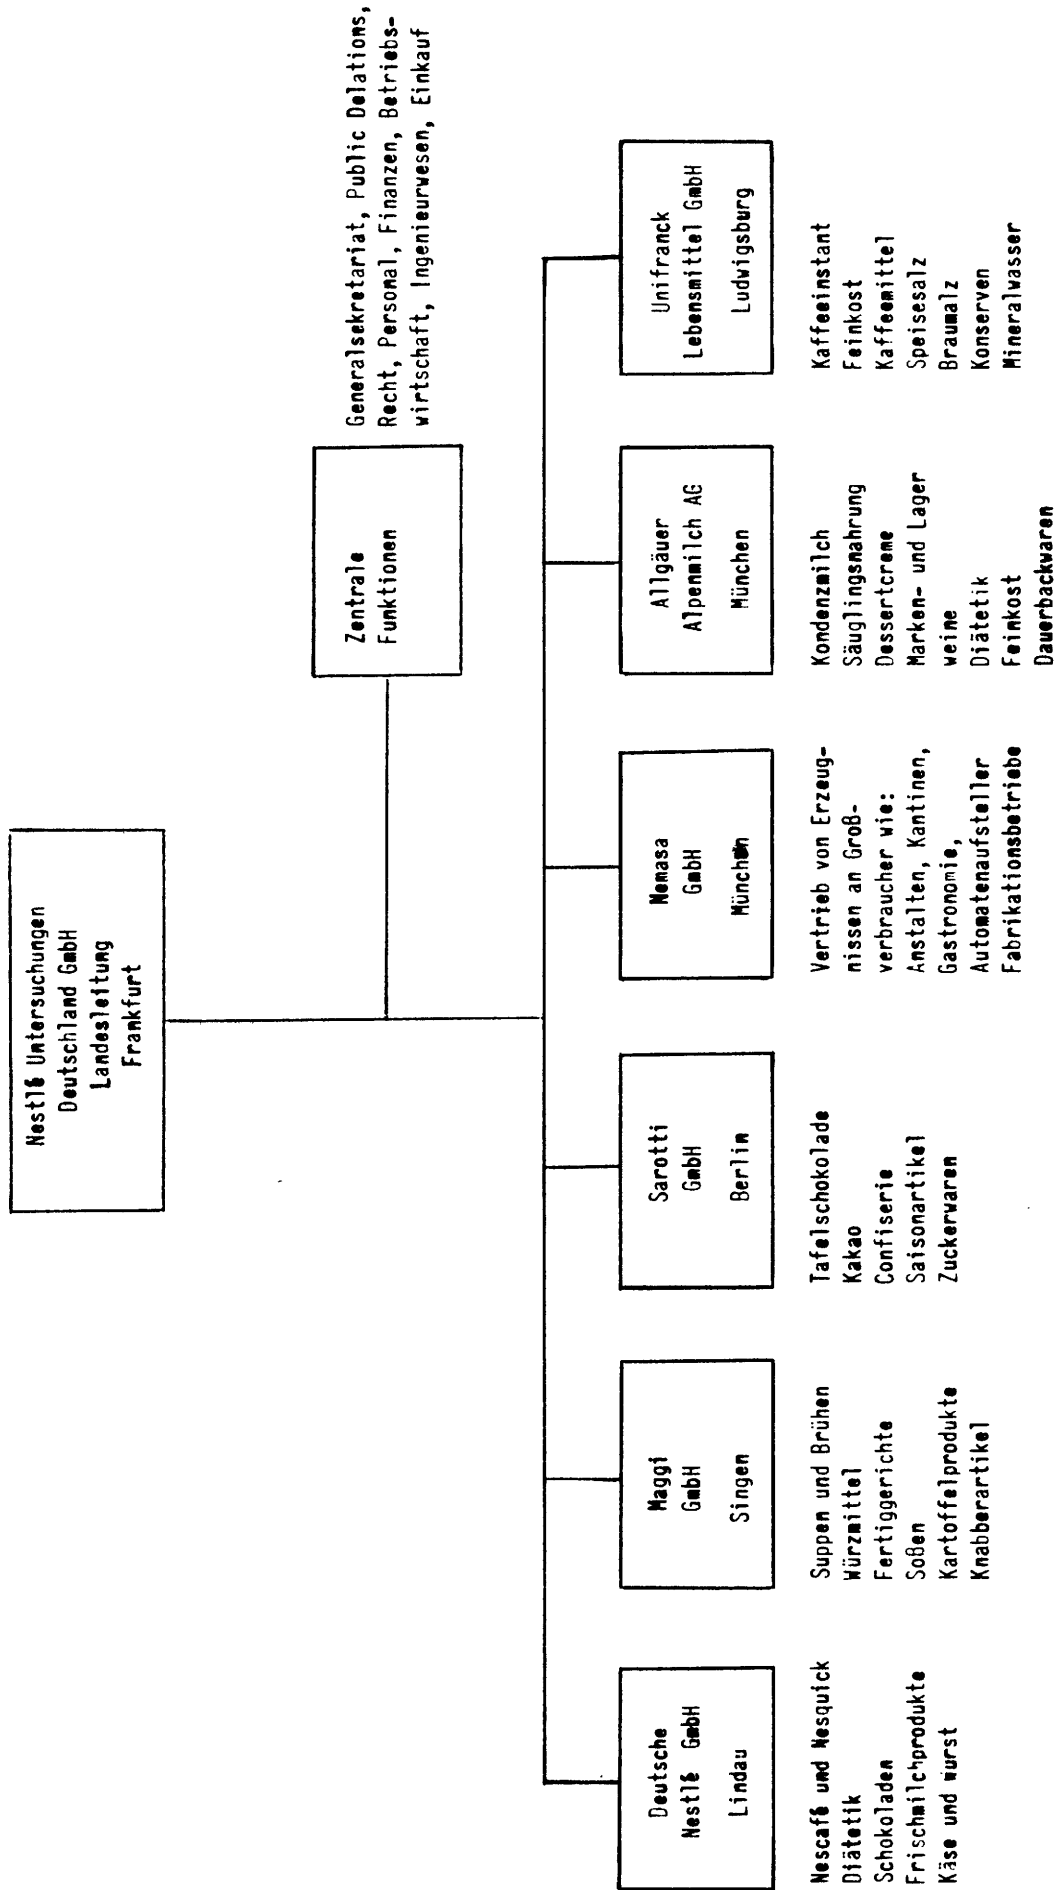 Nestlé Untersuchungen
Deutschland GmbH
Landesleitung
Frankfurt
Zentrale
Funktionen
Generalsekretariat, Public Delations,
Recht, Personal, Finanzen, Betriebs-
wirtschaft, Ingenieurwesen, Einkauf
Deutsche
Nestlé GmbH
Lindau
Nescafé und Nesquick
Diätetik
Schokoladen
Frischmilchprodukte
Käse und wurst
Maggi
GmbH
Singen
Suppen und Brühen
Würzmittel
Fertiggerichte
Soßen
Kartoffelprodukte
Knabberartikel
Sarotti
GmbH
Berlin
Tafelschokolade
Kakao
Confiserie
Saisonartikel
Zuckerwaren
Nemasa
GmbH
München
Vertrieb von Erzeug-
nissen an Groß-
verbraucher wie:
Anstalten, Kantinen,
Gastronomie,
Automatenaufsteller
Fabrikationsbetriebe
Allgäuer
Alpenmilch AG
München
Kondenzmilch
Säuglingsnahrung
Dessertcreme
Marken- und Lager
weine
Diätetik
Feinkost
Dauerbackwaren
Unifranck
Lebensmittel GmbH
Ludwigsburg
Kaffeeinstant
Feinkost
Kaffeemittel
Speisesalz
Braumalz
Konserven
Mineralwasser